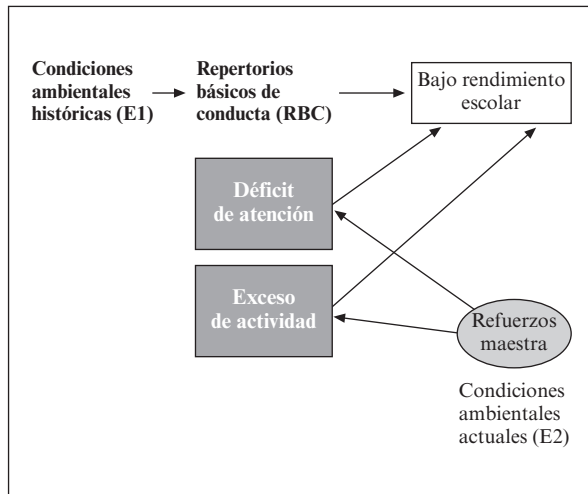 Condiciones
ambientales
históricas (E1)
Repertorios
básicos de
conducta (RBC)
Bajo rendimiento
escolar
Déficit
de atención
Exceso
de actividad
Refuerzos
maestra
Condiciones
ambientales
actuales (E2)